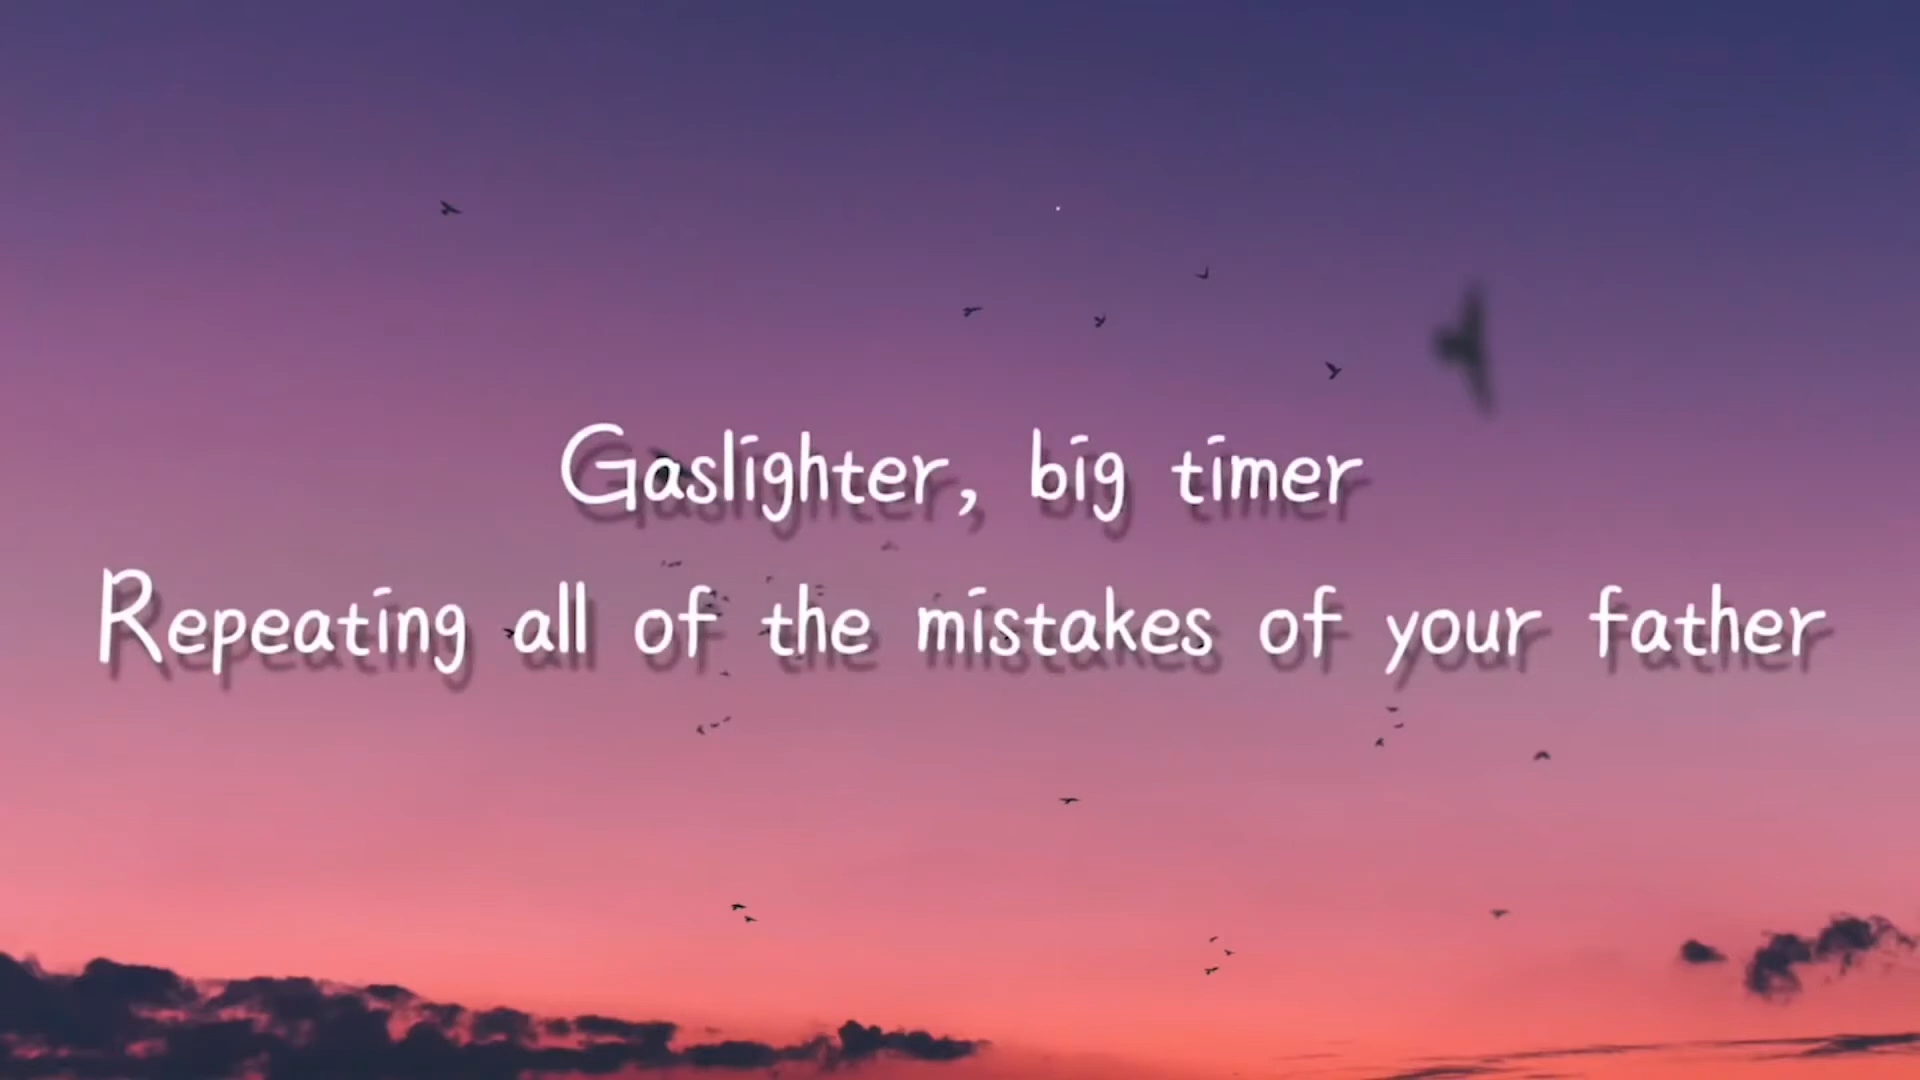 Gaslighter, big timer
Repeating all of the mistakes of your father